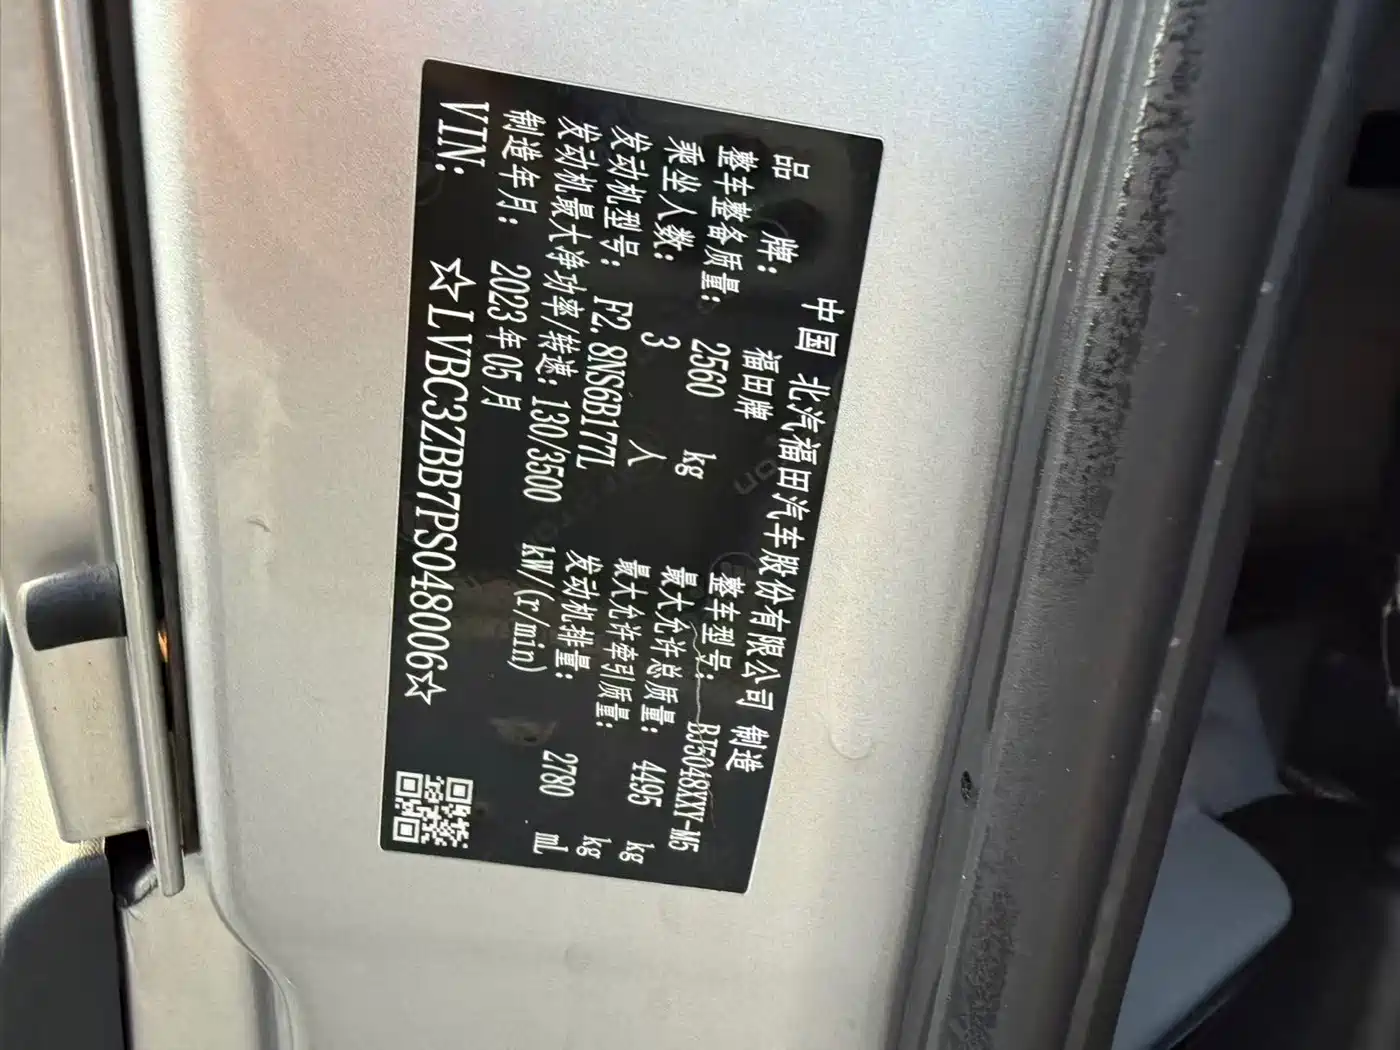 中国 北汽福田汽车股份有限公司 制造
品 牌: 福田牌 整车型号: BJ5048XXY-M5
整车整备质量: 2560 kg 最大允许总质量: 4495 kg
乘坐人数: 3 人 最大允许牵引质量: kg
发动机型号: F2.8NS6B177L 发动机排量: 2780 mL
发动机最大净功率/转速: 130/3500 kW/(r/min)
制造年月: 2023年05月
VIN: ☆LVBC3ZBB7PS048006☆